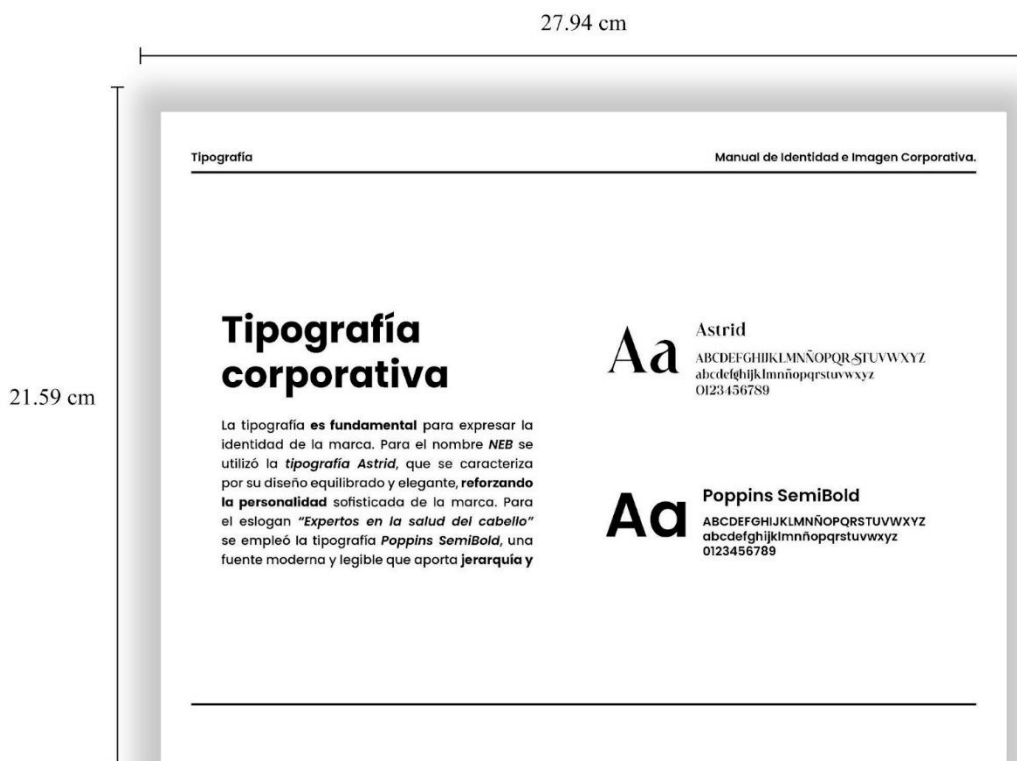 27.94 cm
21.59 cm
Tipografía
Manual de Identidad e Imagen Corporativa.
Tipografía
corporativa
La tipografía es fundamental para expresar la
identidad de la marca. Para el nombre NEB se
utilizó la tipografía Astrid, que se caracteriza
por su diseño equilibrado y elegante, reforzando
la personalidad sofisticada de la marca. Para
el eslogan “Expertos en la salud del cabello”
se empleó la tipografía Poppins SemiBold, una
fuente moderna y legible que aporta jerarquía y
Aa
Astrid
ABCDEFGHIJKLMNÑOPQRSTUVWXYZ
abcdefghijklmnñopqrstuvwxyz
0123456789
Aa
Poppins SemiBold
ABCDEFGHIJKLMNÑOPQRSTUVWXYZ
abcdefghijklmnñopqrstuvwxyz
0123456789